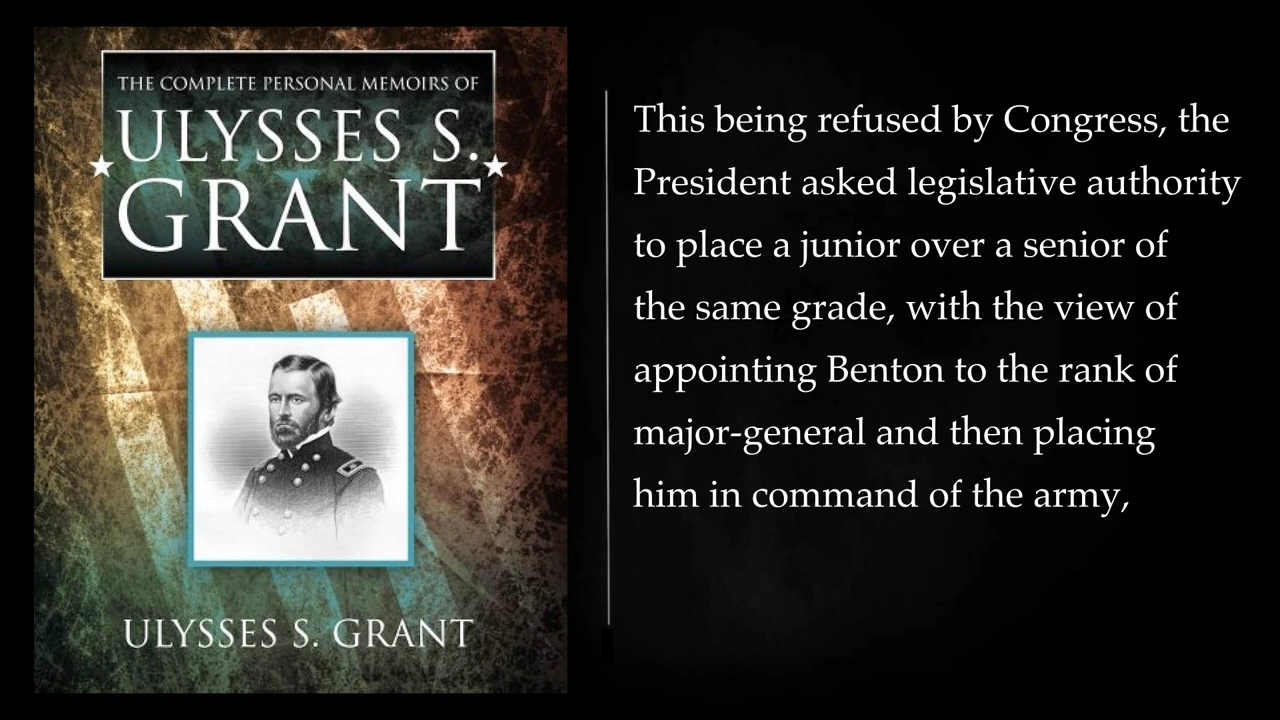 THE COMPLETE PERSONAL MEMOIRS OF
ULYSSES S.
GRANT
ULYSSES S. GRANT
This being refused by Congress, the
President asked legislative authority
to place a junior over a senior of
the same grade, with the view of
appointing Benton to the rank of
major-general and then placing
him in command of the army,